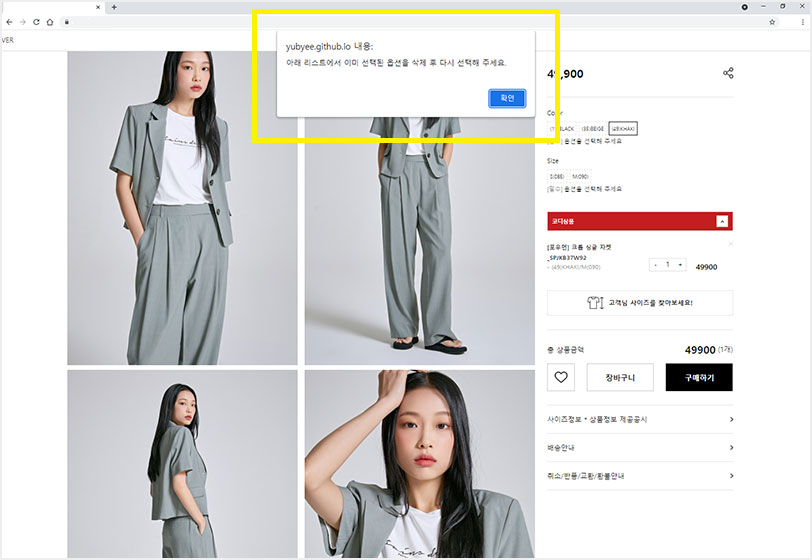 VER
yubyee.github.io 내용:
아래 리스트에서 이미 선택된 옵션을 삭제 후 다시 선택해 주세요.
확인
49,900
Color
BLACK (35)BEIGE (49)KHAKI
옵션을 선택해 주세요
Size
S(088) M(090)
[필수] 옵션을 선택해 주세요
코디상품
[포우먼] 크롭 싱글 자켓
_SPJKB37W92
- (49)KHAKI/M(090)
- 1 +
49900
고객님 사이즈를 찾아보세요!
총 상품금액
49900 (1개)
장바구니
구매하기
사이즈정보 * 상품정보 제공공시
배송안내
취소/반품/교환/환불안내